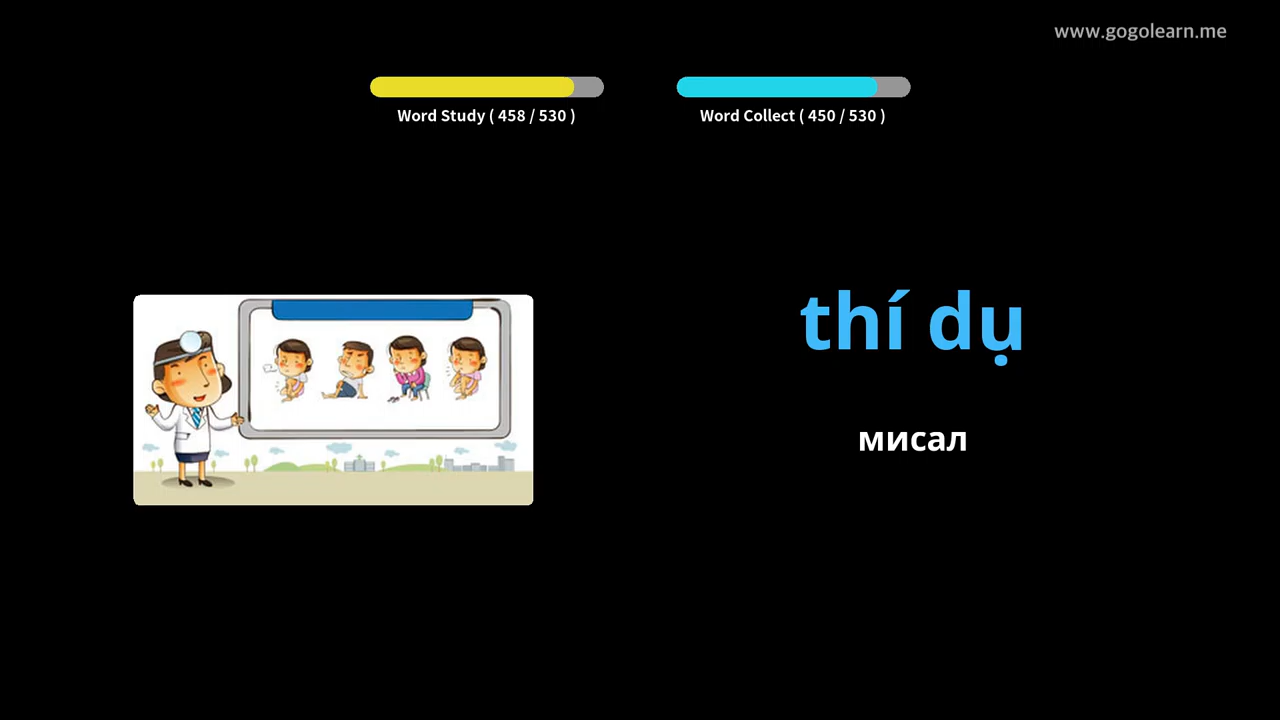 www.gogolearn.me
Word Study ( 458 / 530 )
Word Collect ( 450 / 530 )
thí dụ
мисал